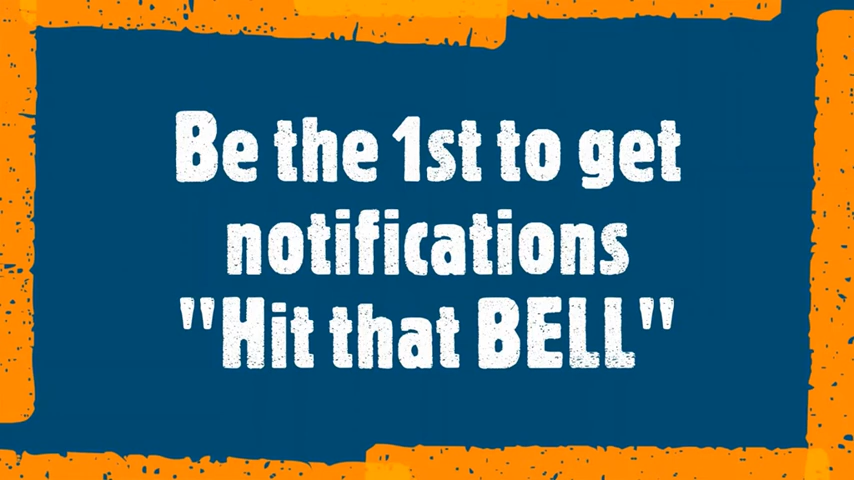 Be the 1st to get
notifications
"Hit that BELL"